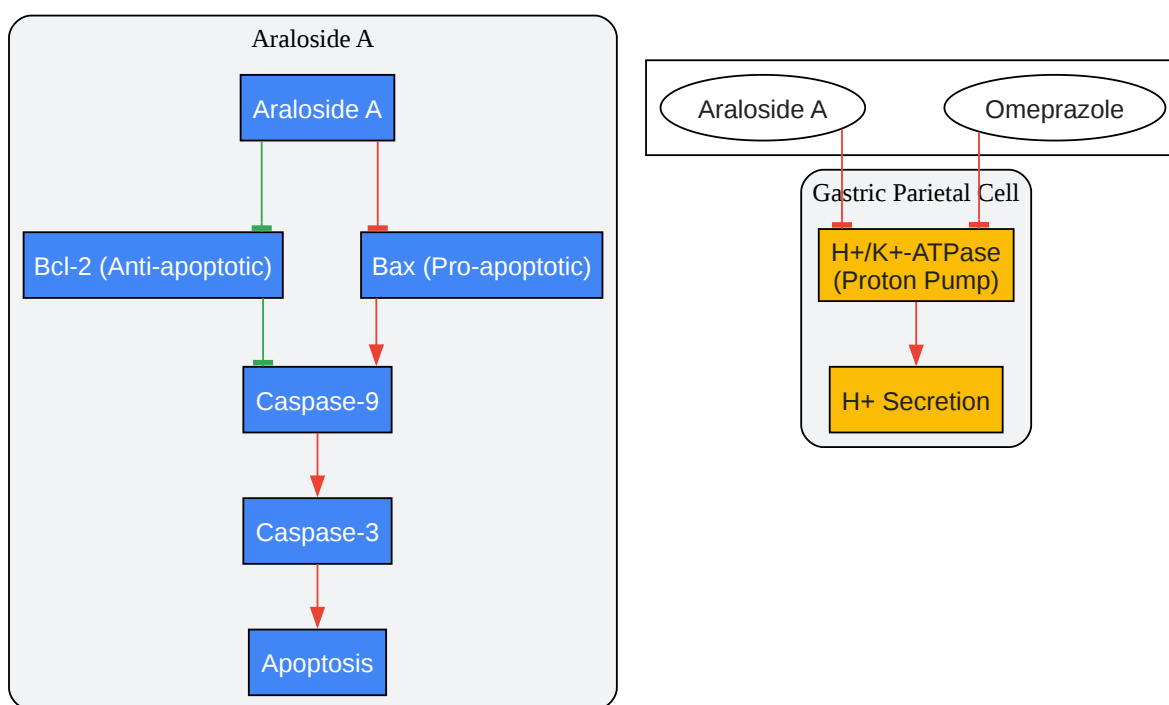 Araloside A
Araloside A
Bcl-2 (Anti-apoptotic)
Bax (Pro-apoptotic)
Caspase-9
Caspase-3
Apoptosis
Araloside A
Omeprazole
Gastric Parietal Cell
H+/K+-ATPase
(Proton Pump)
H+ Secretion